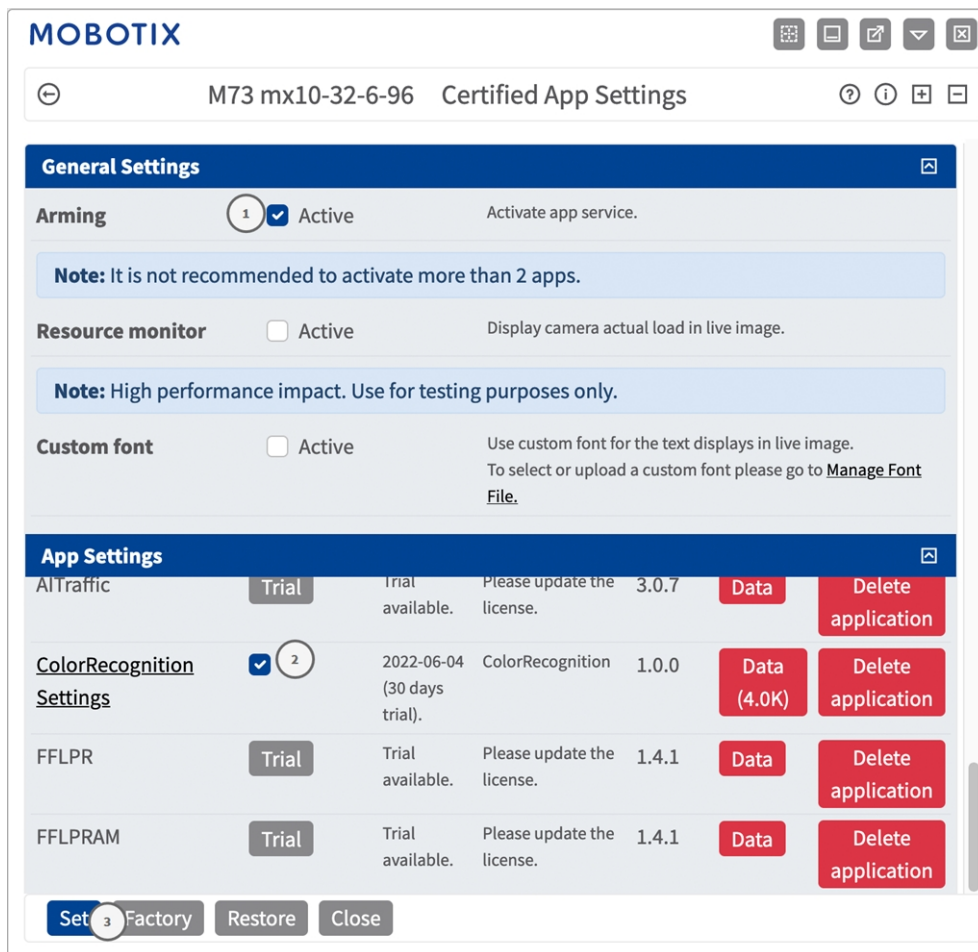 MOBOTIX
M73 mx10-32-6-96 Certified App Settings
General Settings
Arming 1 Active Activate app service.
Note: It is not recommended to activate more than 2 apps.
Resource monitor Active Display camera actual load in live image.
Note: High performance impact. Use for testing purposes only.
Custom font Active Use custom font for the text displays in live image.
To select or upload a custom font please go to Manage Font
File.
App Settings
AITraffic Trial Trial Please update the 3.0.7 Data Delete
available. license. application
ColorRecognition 2 2022-06-04 ColorRecognition 1.0.0 Data Delete
Settings (30 days (4.0K) application
trial).
FFLPR Trial Trial Please update the 1.4.1 Data Delete
available. license. application
FFLPRAM Trial Trial Please update the 1.4.1 Data Delete
available. license. application
Set 3 Factory Restore Close